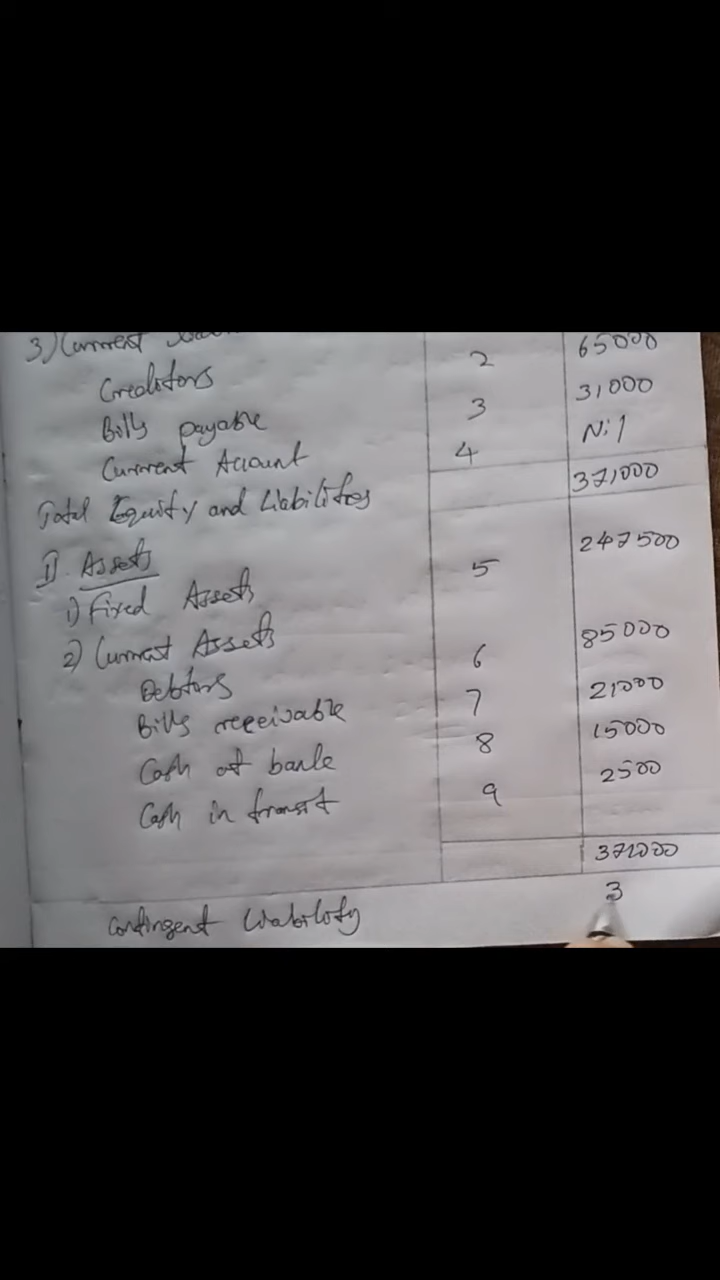 3) Current
Creditors 2 65000
Bills payable 3 31000
Current Account 4 Nil
Total Equity and Liabilities 371000
II. Assets
1) Fixed Assets 5 247500
2) Current Assets
Debtors 6 85000
Bills receivable 7 21000
Cash at bank 8 15000
Cash in transit 9 2500
371000
Contingent Liability 3